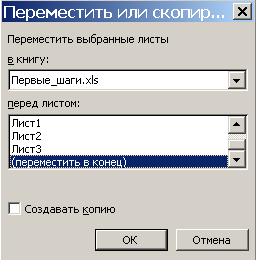 Переместить или скопир...
Переместить выбранные листы
в книгу:
Первые_шаги.xls
перед листом:
Лист1
Лист2
Лист3
(переместить в конец)
Создавать копию
ОК
Отмена